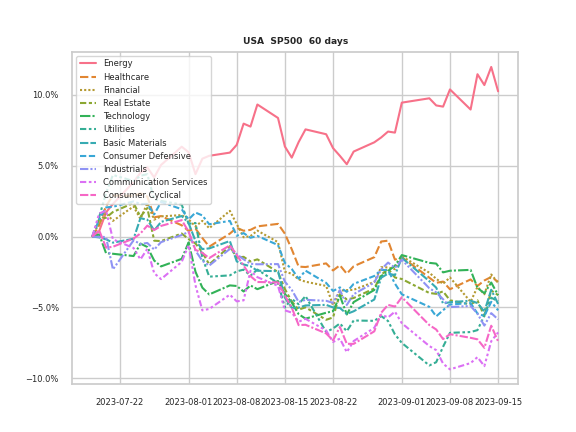 USA  SP500  60 days
Energy
Healthcare
Financial
Real Estate
Technology
Utilities
Basic Materials
Consumer Defensive
Industrials
Communication Services
Consumer Cyclical
10.0%
5.0%
0.0%
−5.0%
−10.0%
2023-07-22
2023-08-01
2023-08-08
2023-08-15
2023-08-22
2023-09-01
2023-09-08
2023-09-15